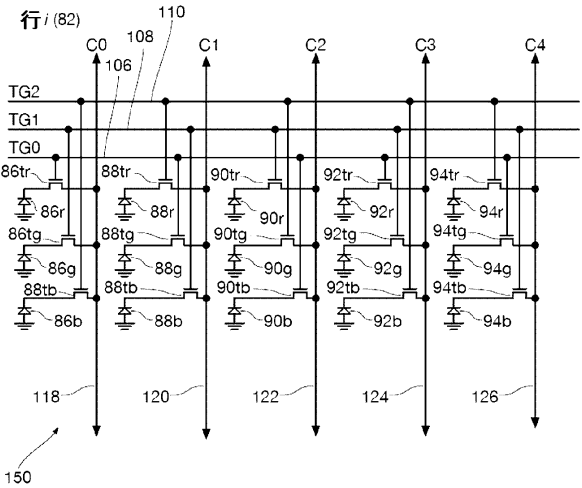 行 i (82)
110
108
106
C0 C1 C2 C3 C4
TG2
TG1
TG0
86tr 88tr 90tr 92tr 94tr
86r 88r 90r 92r 94r
86tg 88tg 90tg 92tg 94tg
86g 88g 90g 92g 94g
88tb 88tb 90tb 92tb 94tb
86b 88b 90b 92b 94b
118 120 122 124 126
150